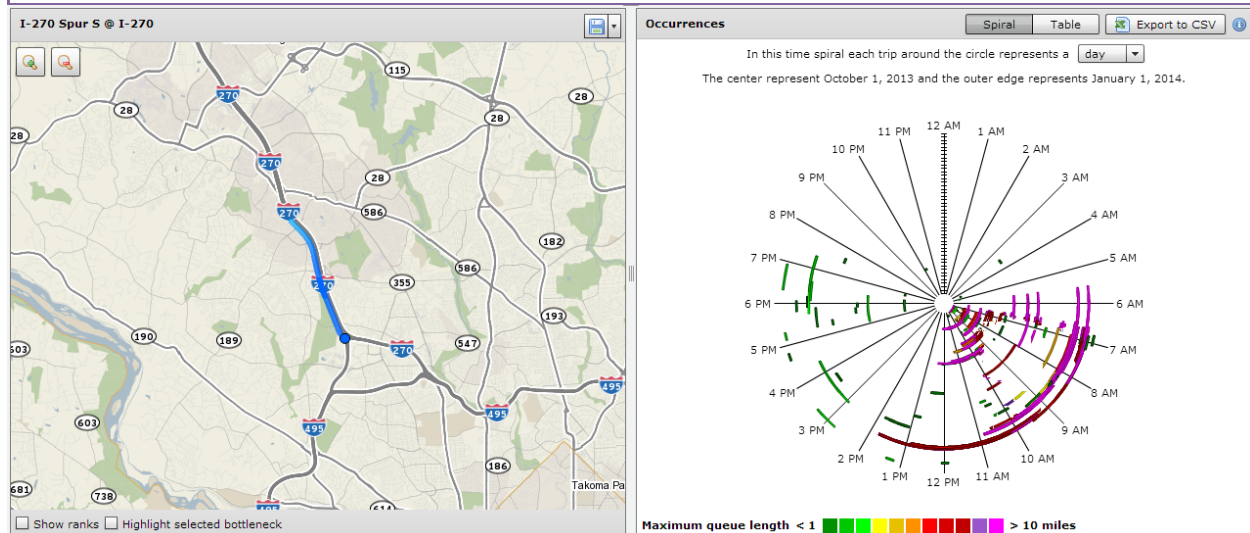 I-270 Spur S @ I-270
115
28
270
28
28
28
270
28
270
586
182
586
270
355
193
190
189
603
270
547
495
603
495
495
186
681
738
495
Takoma Pa
Show ranks
Highlight selected bottleneck
Occurrences
Spiral
Table
Export to CSV
In this time spiral each trip around the circle represents a day
The center represent October 1, 2013 and the outer edge represents January 1, 2014.
12 AM
11 PM
1 AM
10 PM
2 AM
9 PM
3 AM
8 PM
4 AM
7 PM
5 AM
6 PM
6 AM
5 PM
7 AM
4 PM
8 AM
3 PM
9 AM
2 PM
10 AM
1 PM
11 AM
12 PM
Maximum queue length < 1
> 10 miles